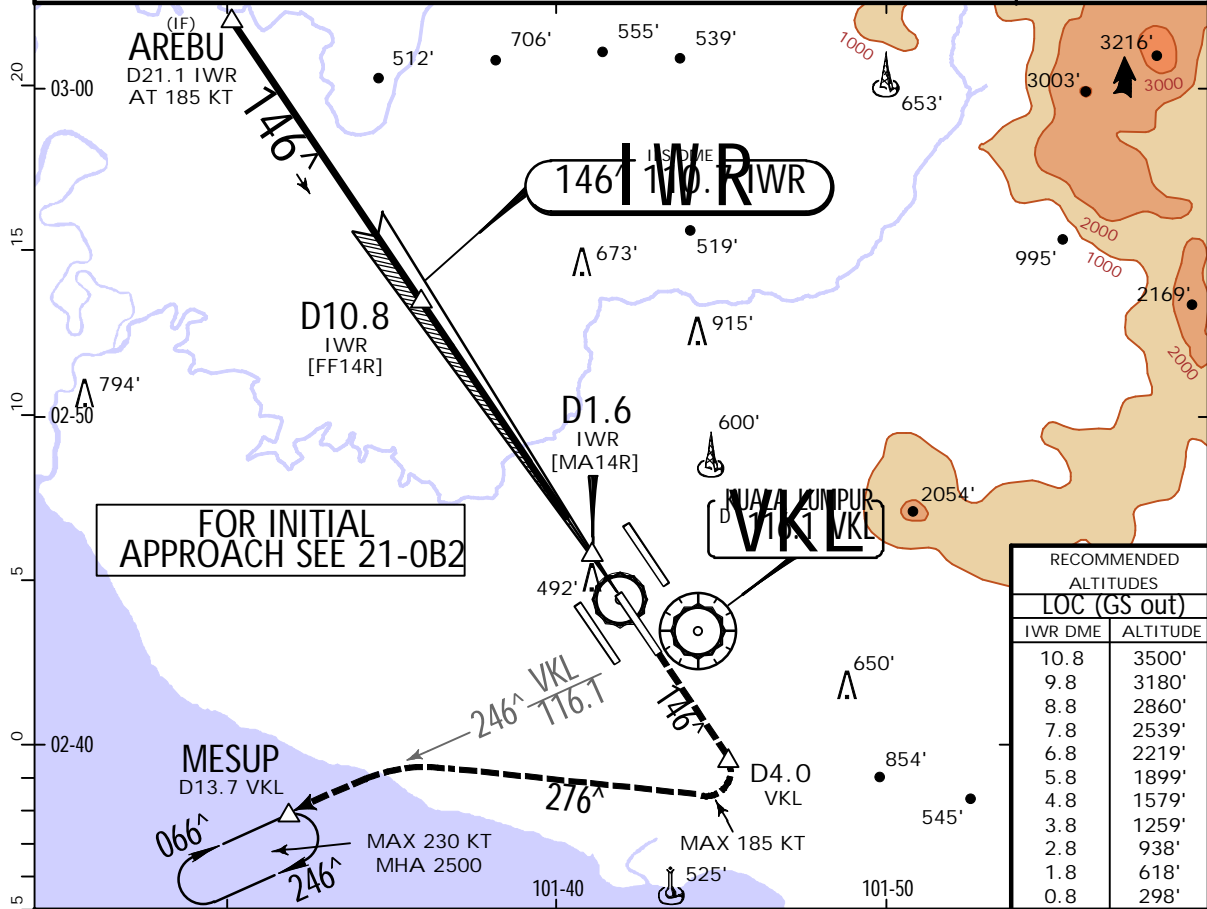 (IF)
AREBU
D21.1 IWR
AT 185 KT
146^
512'
706'
555'
539'
1000
653'
3216'
3003'
3000
20
03-00
ILS DME
146^ 110.7 IWR
IWR
519'
673'
2000
1000
995'
2169'
2000
15
D10.8
IWR
[FF14R]
915'
794'
10
02-50
D1.6
IWR
[MA14R]
600'
2054'
KUALA LUMPUR
D 116.1 VKL
VKL
FOR INITIAL
APPROACH SEE 21-0B2
5
492'
RECOMMENDED
ALTITUDES
LOC (GS out)
IWR DME ALTITUDE
10.8 3500'
9.8 3180'
8.8 2860'
7.8 2539'
6.8 2219'
5.8 1899'
4.8 1579'
3.8 1259'
2.8 938'
1.8 618'
0.8 298'
650'
246^ VKL
116.1
146^
0
02-40
MESUP
D13.7 VKL
D4.0
VKL
854'
545'
276^
MAX 185 KT
066^
246^
MAX 230 KT
MHA 2500
525'
5
101-40
101-50